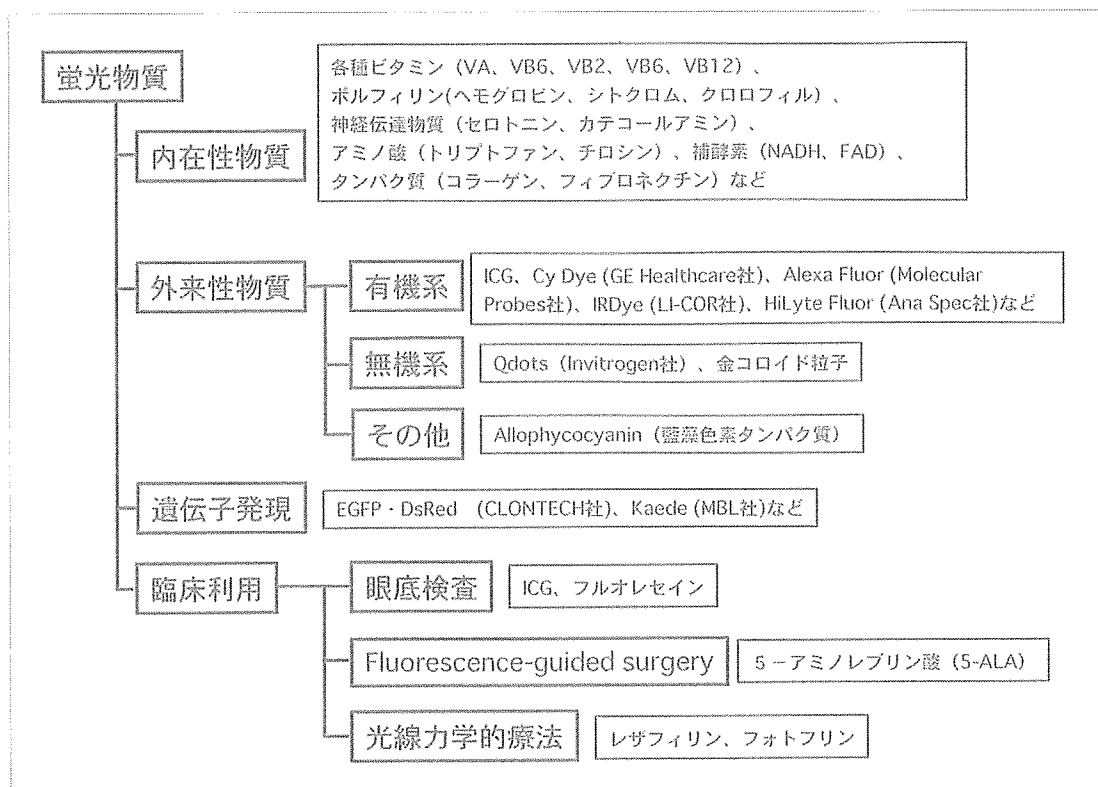 蛍光物質
各種ビタミン（VA、VB6、VB2、VB6、VB12）、
ポルフィリン(ヘモグロビン、シトクロム、クロロフィル）、
神経伝達物質（セロトニン、カテコールアミン）、
アミノ酸（トリプトファン、チロシン）、補酵素（NADH、FAD）、
タンパク質（コラーゲン、フィブロネクチン）など
内在性物質
外来性物質
有機系
ICG、Cy Dye (GE Healthcare社)、Alexa Fluor (Molecular
Probes社)、IRDye (LI-COR社)、HiLyte Fluor (Ana Spec社)など
無機系
Qdots（Invitrogen社）、金コロイド粒子
その他
Allophycocyanin（藍藻色素タンパク質）
遺伝子発現
EGFP・DsRed (CLONTECH社)、Kaede (MBL社)など
臨床利用
眼底検査
ICG、フルオレセイン
Fluorescence-guided surgery
5－アミノレブリン酸（5-ALA）
光線力学的療法
レザフィリン、フォトフリン